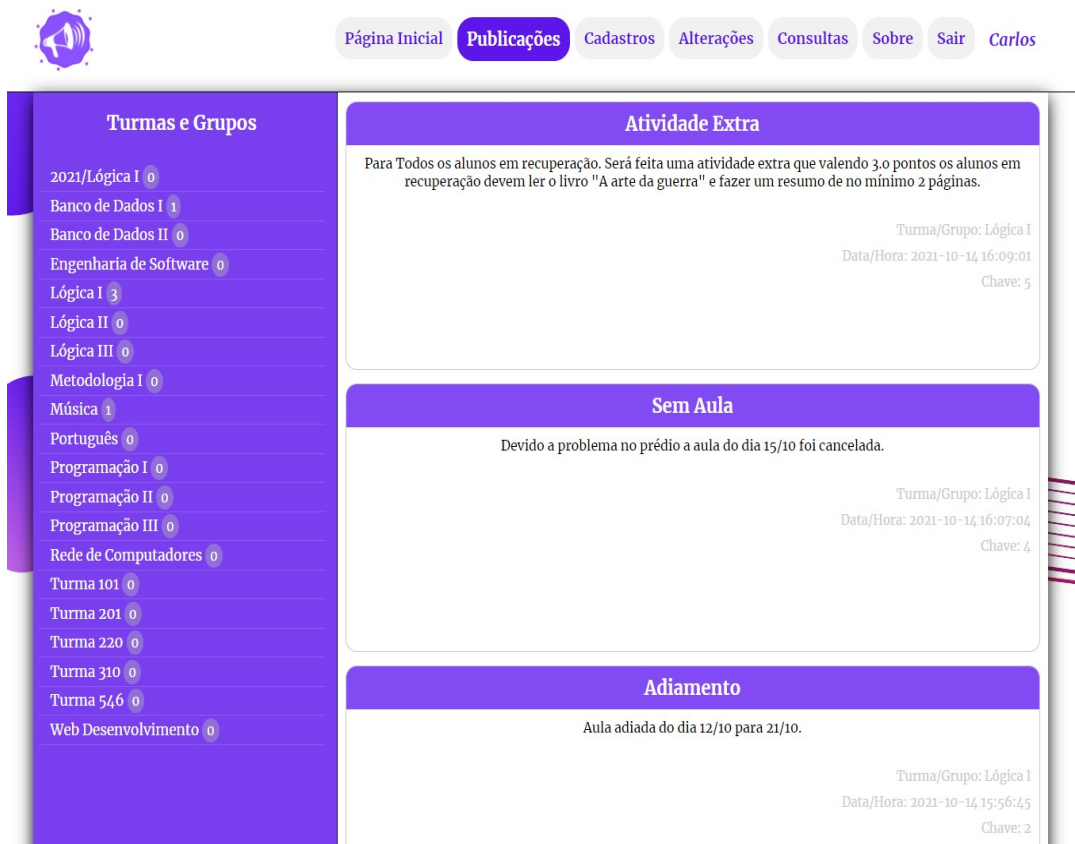 Página Inicial Publicações Cadastros Alterações Consultas Sobre Sair Carlos
Turmas e Grupos
2021/Lógica I 0
Banco de Dados I 1
Banco de Dados II 0
Engenharia de Software 0
Lógica I 3
Lógica II 0
Lógica III 0
Metodologia I 0
Música 1
Português 0
Programação I 0
Programação II 0
Programação III 0
Rede de Computadores 0
Turma 101 0
Turma 201 0
Turma 220 0
Turma 310 0
Turma 546 0
Web Desenvolvimento 0
Atividade Extra
Para Todos os alunos em recuperação. Será feita uma atividade extra que valendo 3.0 pontos os alunos em
recuperação devem ler o livro "A arte da guerra" e fazer um resumo de no mínimo 2 páginas.
Turma/Grupo: Lógica I
Data/Hora: 2021-10-14 16:09:01
Chave: 5
Sem Aula
Devido a problema no prédio a aula do dia 15/10 foi cancelada.
Turma/Grupo: Lógica I
Data/Hora: 2021-10-14 16:07:04
Chave: 4
Adiamento
Aula adiada do dia 12/10 para 21/10.
Turma/Grupo: Lógica I
Data/Hora: 2021-10-14 15:56:45
Chave: 2